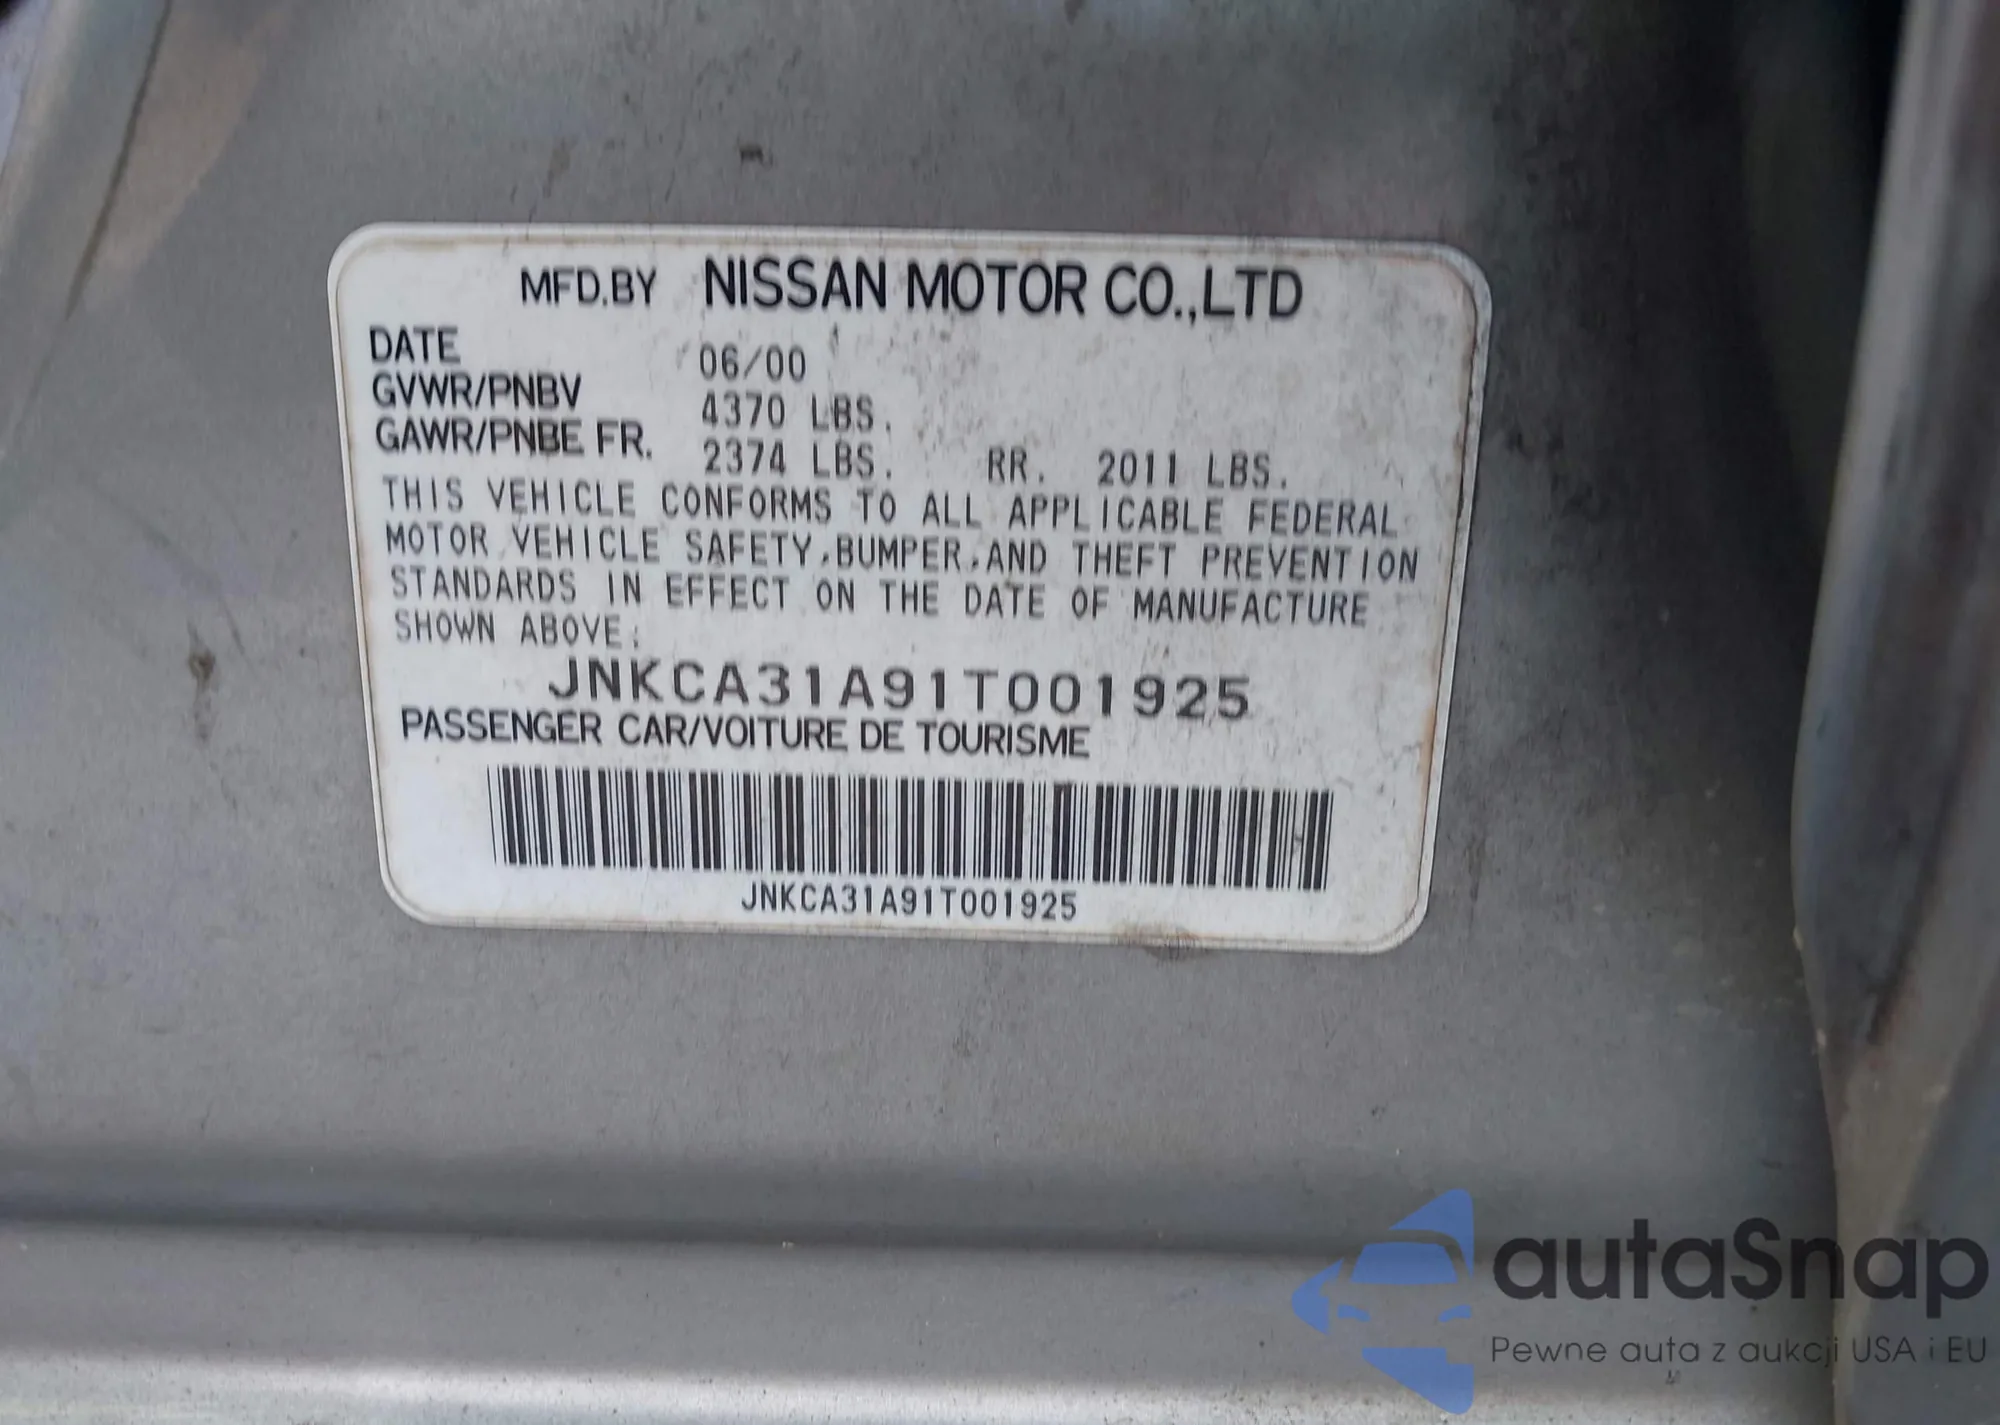 MFD.BY NISSAN MOTOR CO.,LTD
DATE 06/00
GVWR/PNBV 4370 LBS.
GAWR/PNBE FR. 2374 LBS. RR. 2011 LBS.
THIS VEHICLE CONFORMS TO ALL APPLICABLE FEDERAL
MOTOR VEHICLE SAFETY,BUMPER,AND THEFT PREVENTION
STANDARDS IN EFFECT ON THE DATE OF MANUFACTURE
SHOWN ABOVE:
JNKCA31A91T001925
PASSENGER CAR/VOITURE DE TOURISME
JNKCA31A91T001925
autaSnap
Pewne auta z aukcji USA i EU